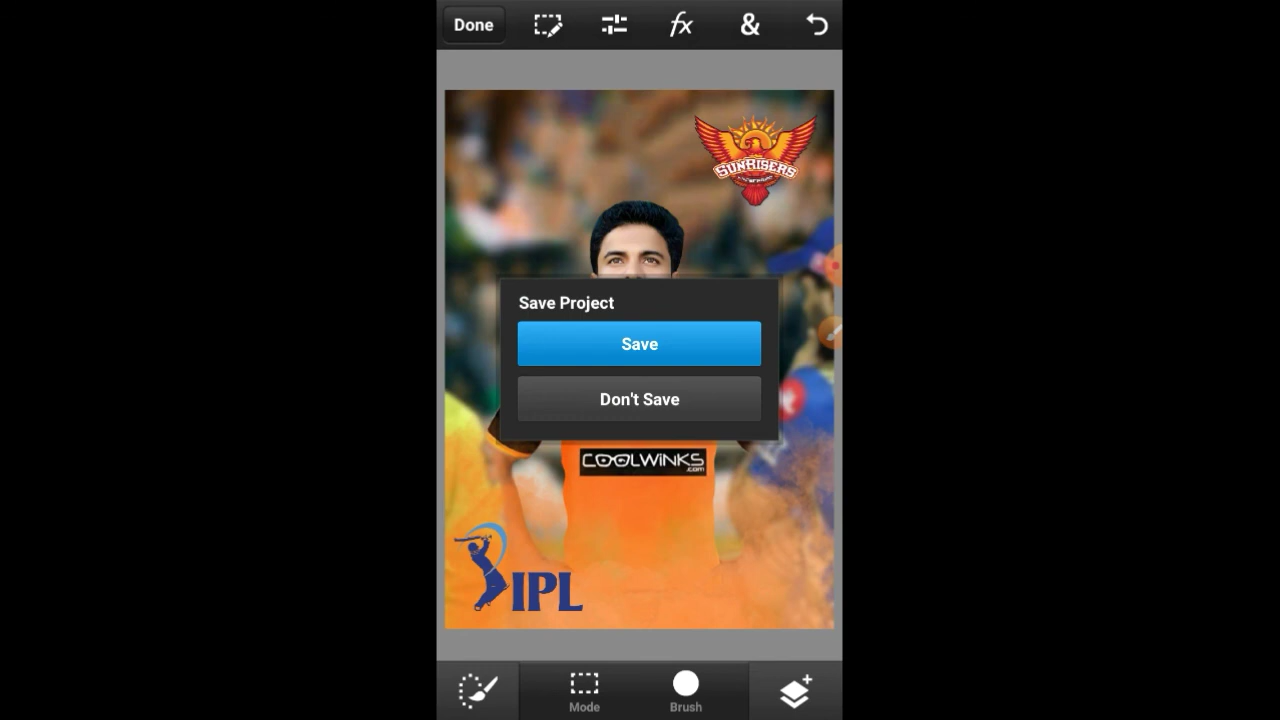 Done
fx
&
SUNRISERS
Save Project
Save
Don't Save
COOLWiNKS
.com
IPL
Mode
Brush